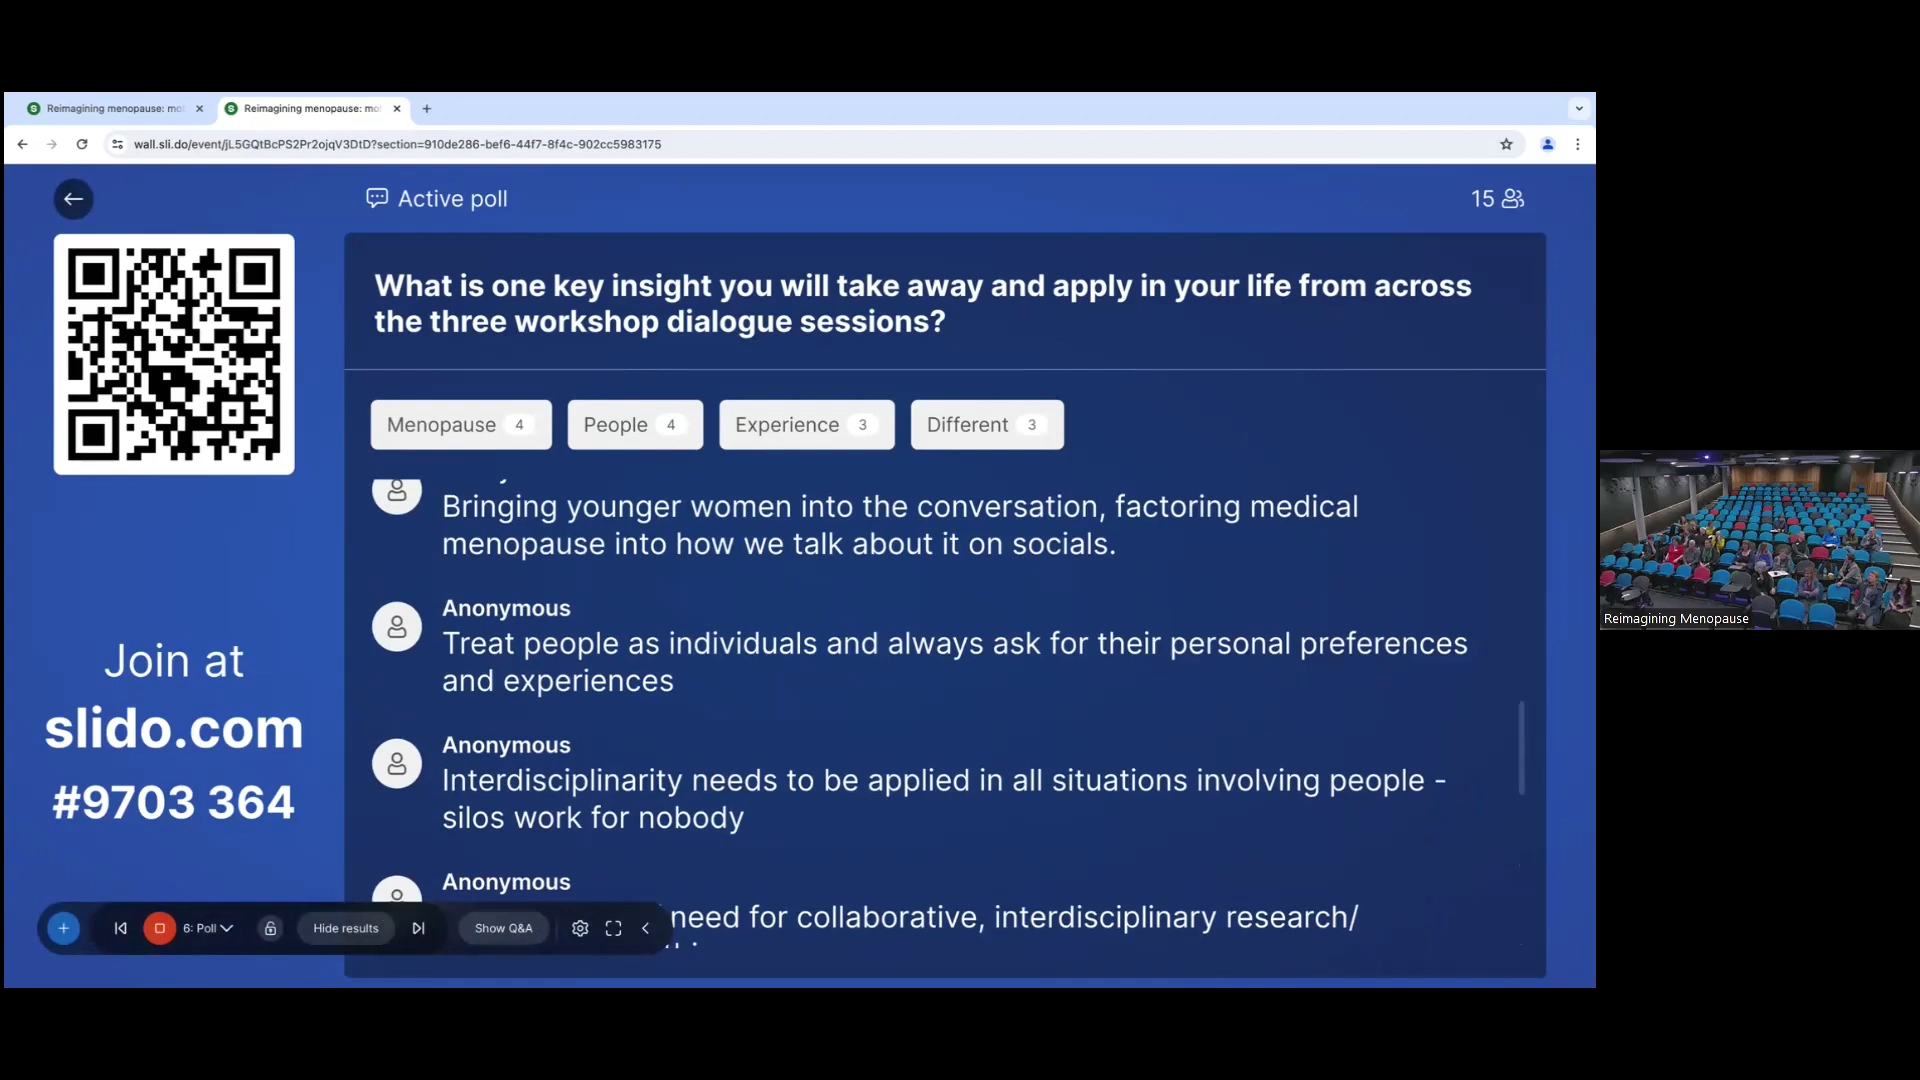 Reimagining menopause: mo
Reimagining menopause: mo
wall.sli.do/event/jL5GQtBcPS2Pr2ojqV3DtD?section=910de286-bef6-44f7-8f4c-902cc5983175
Active poll
15
What is one key insight you will take away and apply in your life from across
the three workshop dialogue sessions?
Menopause 4
People 4
Experience 3
Different 3
Bringing younger women into the conversation, factoring medical
menopause into how we talk about it on socials.
Anonymous
Treat people as individuals and always ask for their personal preferences
and experiences
Anonymous
Interdisciplinarity needs to be applied in all situations involving people -
silos work for nobody
Anonymous
need for collaborative, interdisciplinary research/
Join at
slido.com
#9703 364
6: Poll
Hide results
Show Q&A
Reimagining Menopause